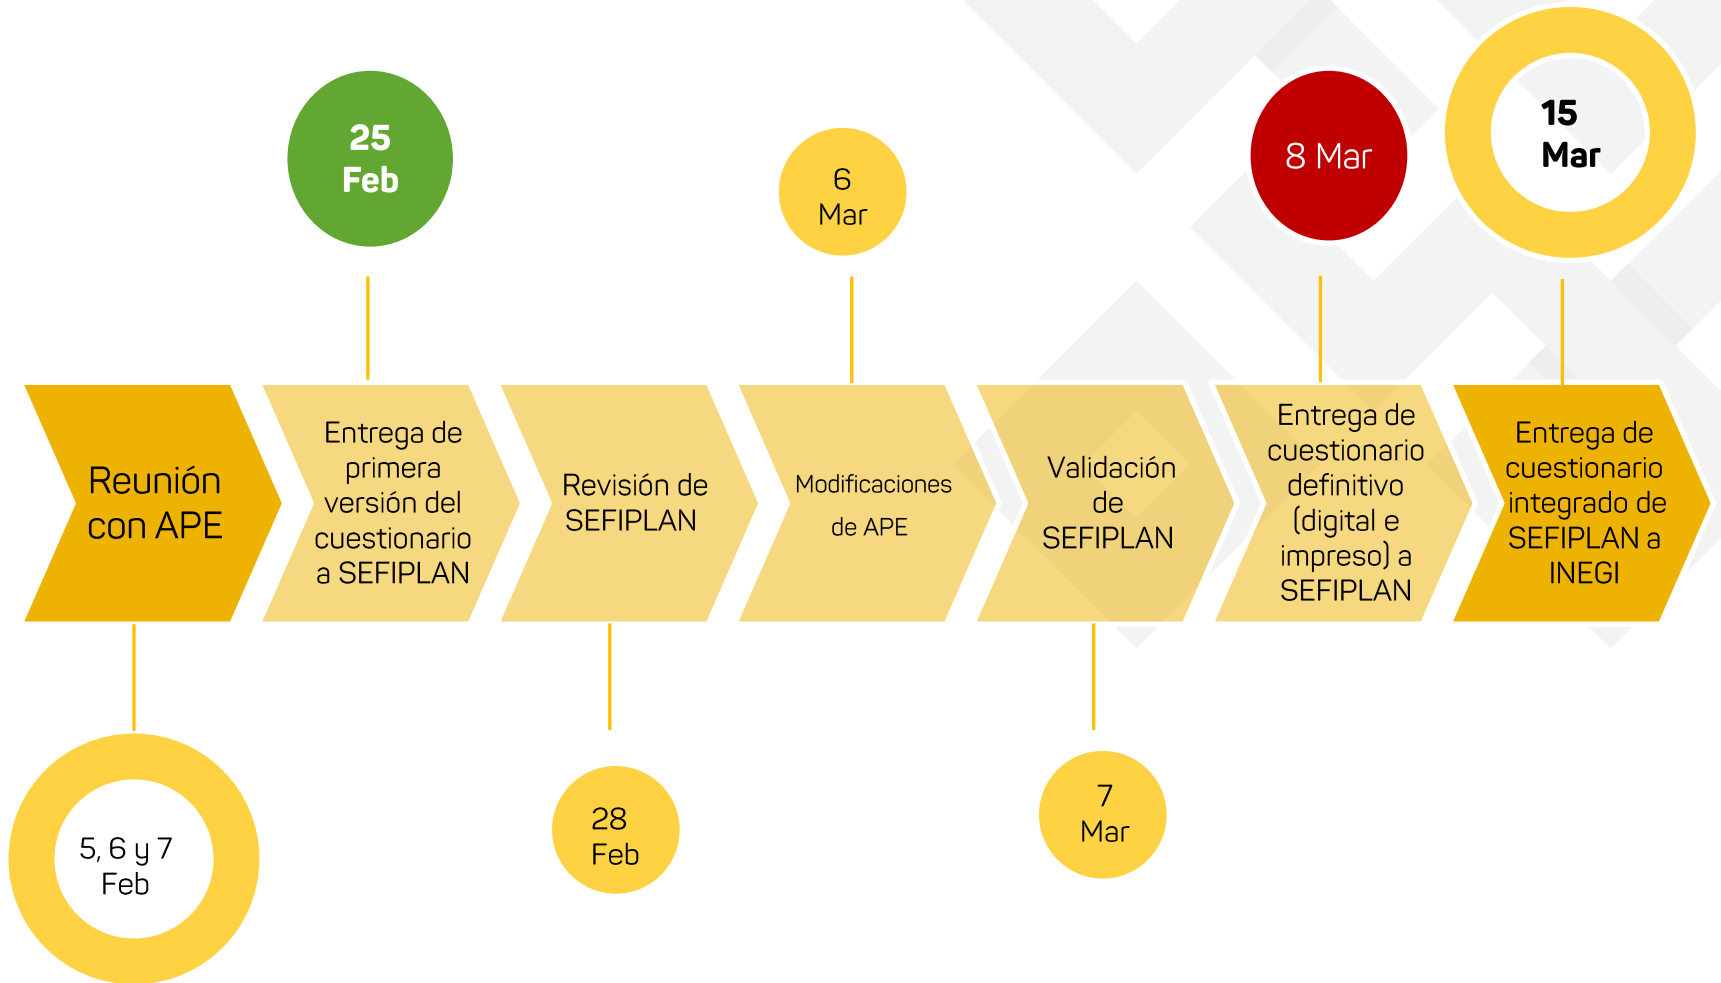 25
Feb
6
Mar
8 Mar
15
Mar
Reunión
con APE
Entrega de
primera
versión del
cuestionario
a SEFIPLAN
Revisión de
SEFIPLAN
Modificaciones
de APE
Validación
de
SEFIPLAN
Entrega de
cuestionario
definitivo
(digital e
impreso) a
SEFIPLAN
Entrega de
cuestionario
integrado de
SEFIPLAN a
INEGI
5, 6 y 7
Feb
28
Feb
7
Mar